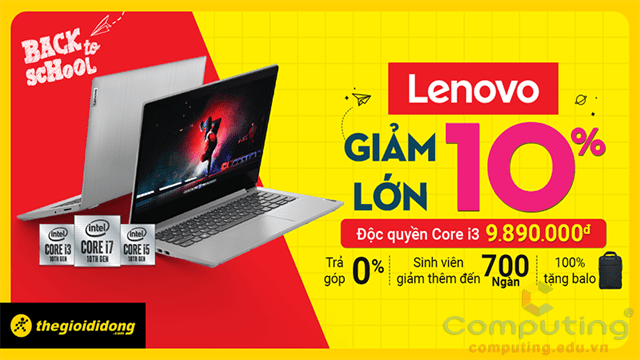 BACK to
SCHOOL
Lenovo
Lenovo
GIẢM
LỚN
10%
Độc quyền Core i3 9.890.000đ
Trả
góp
0%
Sinh viên
giảm thêm đến
700
Ngàn
100%
tặng balo
intel
CORE i3
10TH GEN
intel
CORE i7
10TH GEN
intel
CORE i5
10TH GEN
thegioididong
.com
Computing
computing.edu.vn